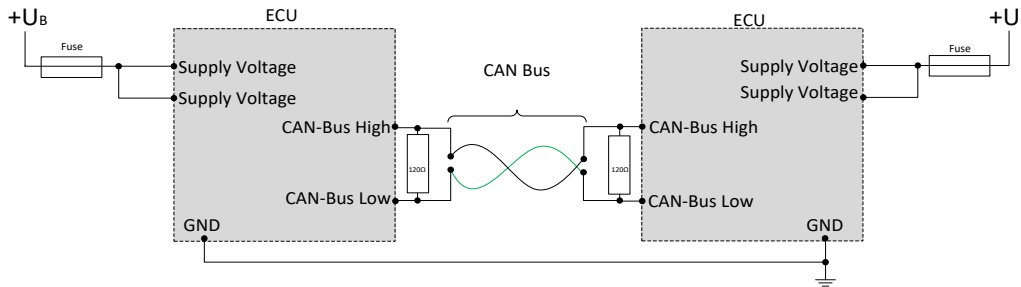 +UB
ECU
ECU
+U
Fuse
Fuse
Supply Voltage
Supply Voltage
Supply Voltage
Supply Voltage
CAN Bus
CAN-Bus High
CAN-Bus High
120Ω
120Ω
CAN-Bus Low
CAN-Bus Low
GND
GND